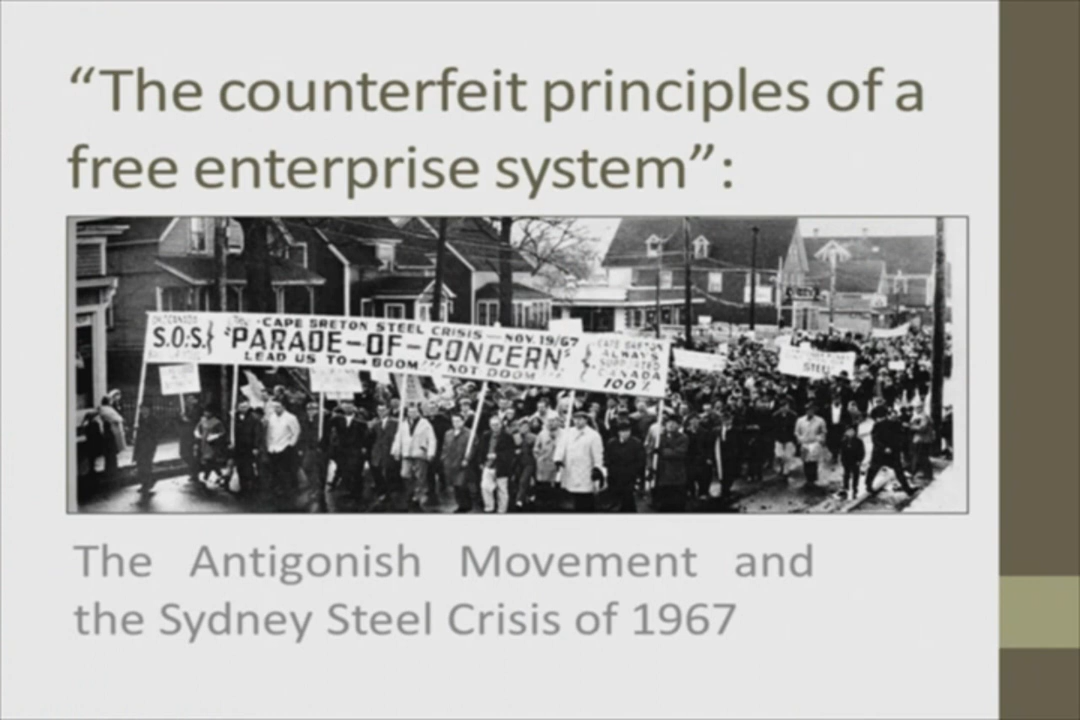 “The counterfeit principles of a
free enterprise system”:
S.O.S.
CAPE BRETON STEEL CRISIS – NOV. 19/67
"PARADE-OF-CONCERN"
LEAD US TO → BOOM NOT DOOM
CAPE BRETON
ALWAYS
SUPPORTED
CANADA
100%
STEEL
The Antigonish Movement and
the Sydney Steel Crisis of 1967